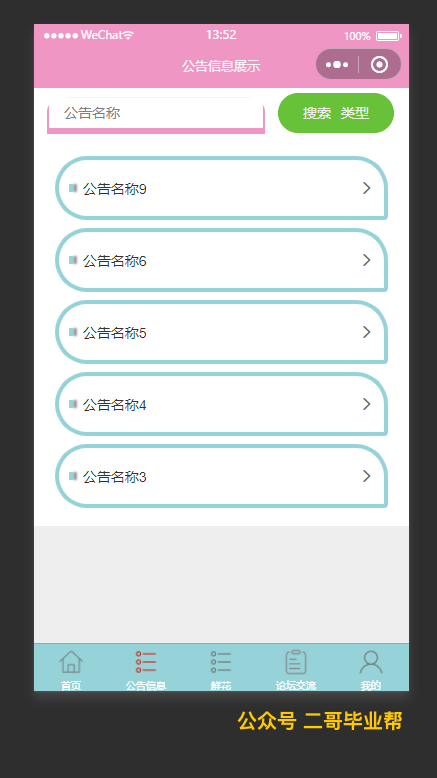 WeChat 13:52 100%
公告信息展示
公告名称 搜索 类型
公告名称9
公告名称6
公告名称5
公告名称4
公告名称3
首页 公告信息 鲜花 论坛交流 我的
公众号 二哥毕业帮